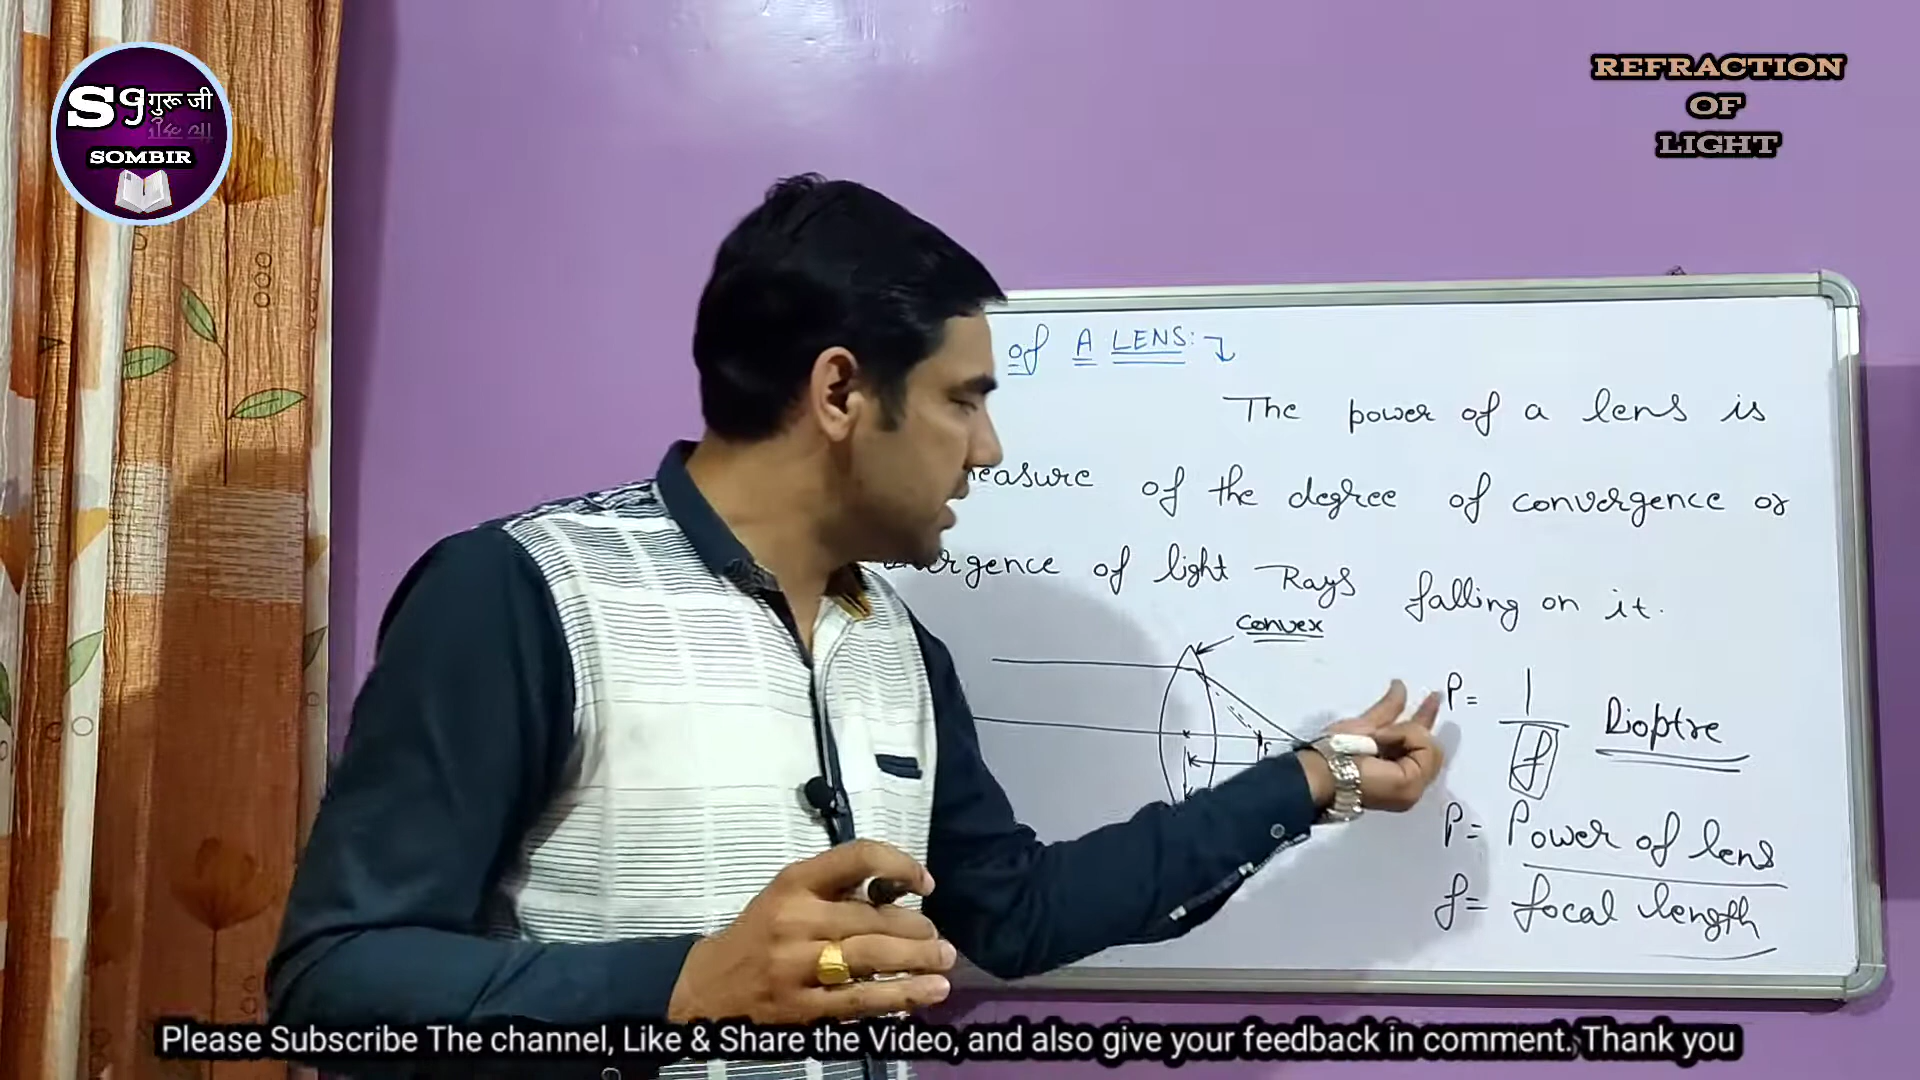 Sg गुरू जी
SOMBIR
REFRACTION
OF
LIGHT
of A LENS:
The power of a lens is
measure of the degree of convergence or
of light Rays falling on it.
Convex
F
P = 1/f Dioptre
P = Power of lens
f = focal length
Please Subscribe The channel, Like & Share the Video, and also give your feedback in comment. Thank you